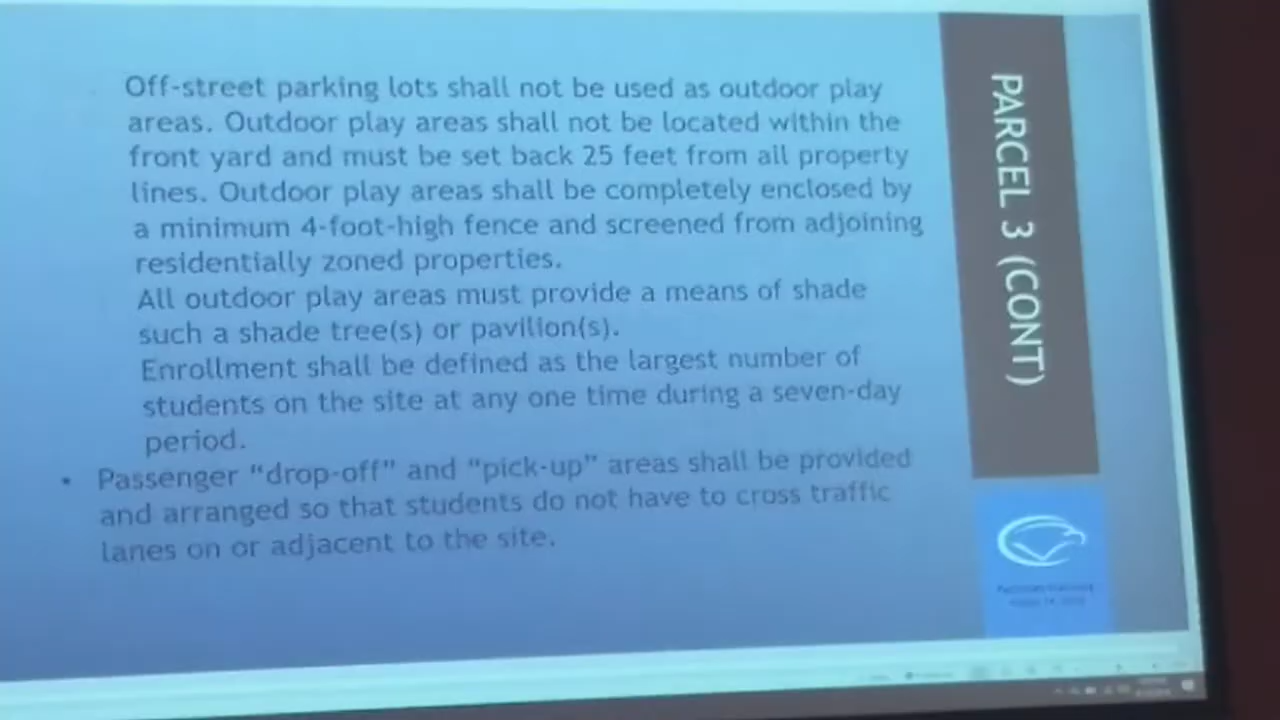 Off-street parking lots shall not be used as outdoor play
areas. Outdoor play areas shall not be located within the
front yard and must be set back 25 feet from all property
lines. Outdoor play areas shall be completely enclosed by
a minimum 4-foot-high fence and screened from adjoining
residentially zoned properties.
All outdoor play areas must provide a means of shade
such a shade tree(s) or pavilion(s).
Enrollment shall be defined as the largest number of
students on the site at any one time during a seven-day
period.
• Passenger “drop-off” and “pick-up” areas shall be provided
and arranged so that students do not have to cross traffic
lanes on or adjacent to the site.
PARCEL 3 (CONT)